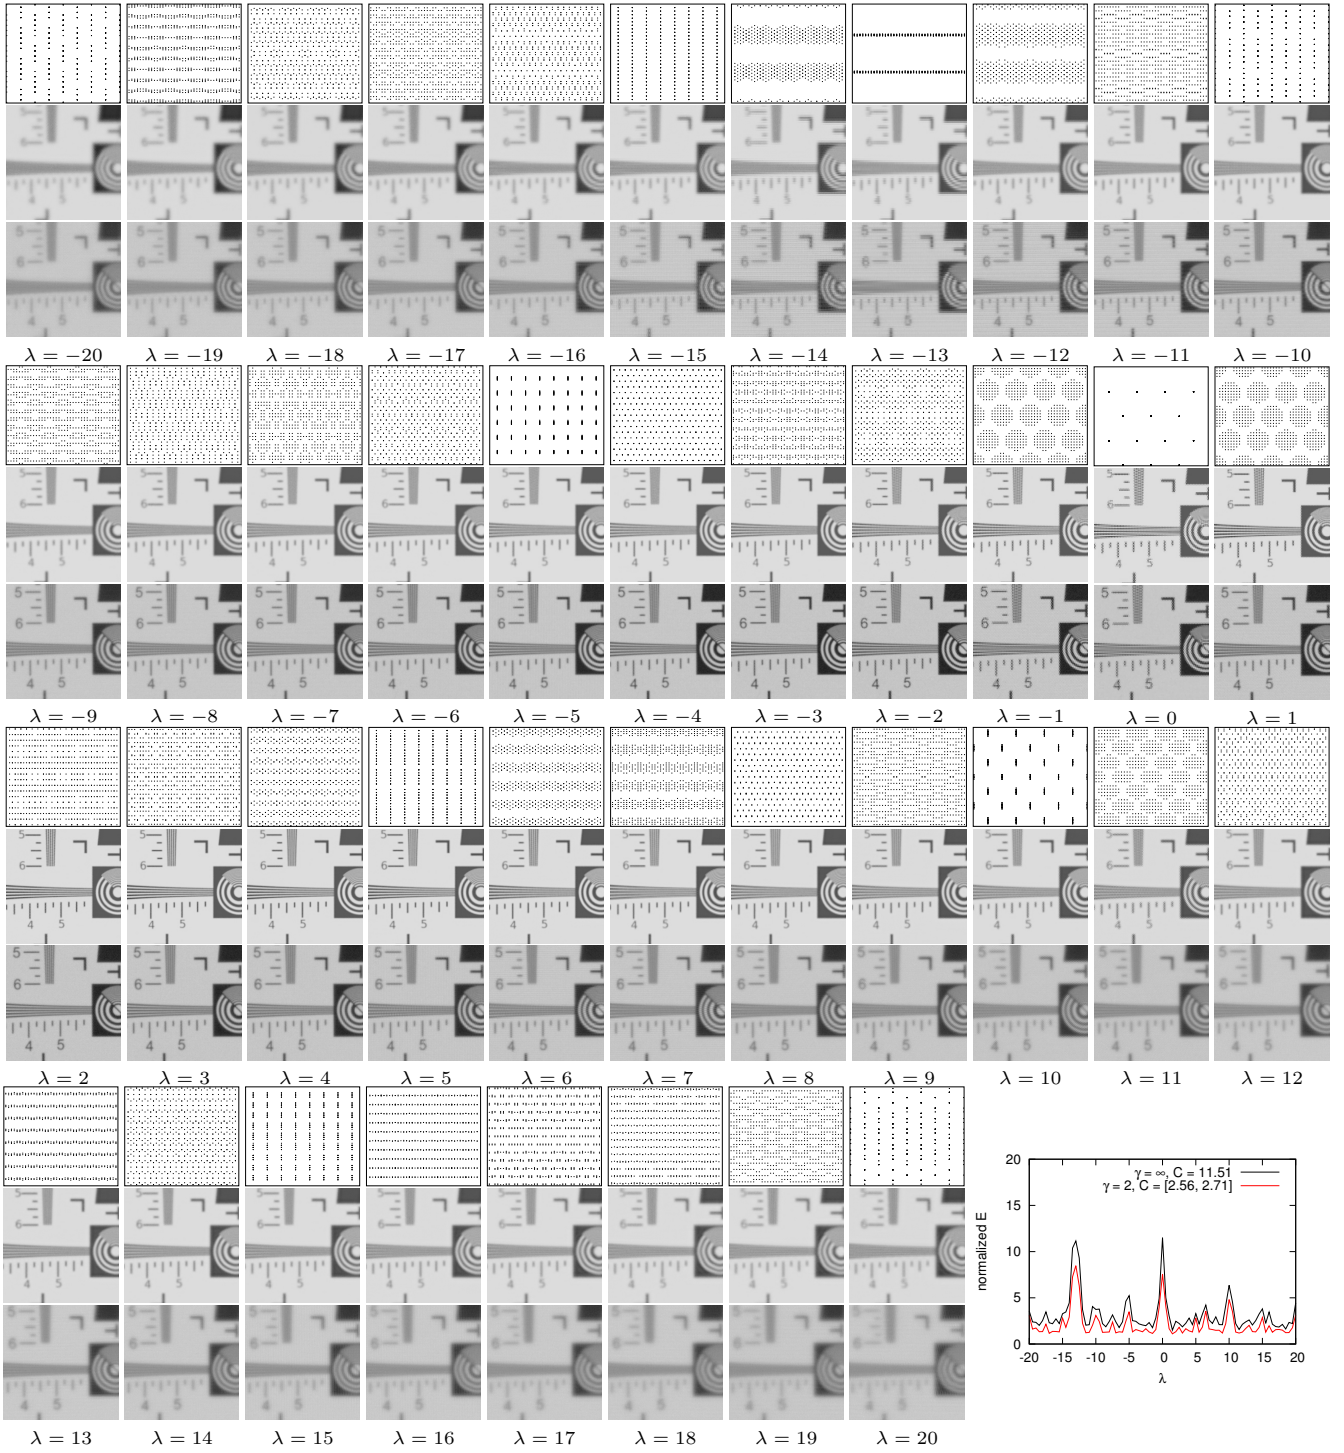 λ = −20 λ = −19 λ = −18 λ = −17 λ = −16 λ = −15 λ = −14 λ = −13 λ = −12 λ = −11 λ = −10
λ = −9 λ = −8 λ = −7 λ = −6 λ = −5 λ = −4 λ = −3 λ = −2 λ = −1 λ = 0 λ = 1
λ = 2 λ = 3 λ = 4 λ = 5 λ = 6 λ = 7 λ = 8 λ = 9 λ = 10 λ = 11 λ = 12
20
γ = ∞, C = 11.51
γ = 2, C = [2.56, 2.71]
15
normalized E
10
5
0
-20 -15 -10 -5 0 5 10 15 20
λ
λ = 13 λ = 14 λ = 15 λ = 16 λ = 17 λ = 18 λ = 19 λ = 20